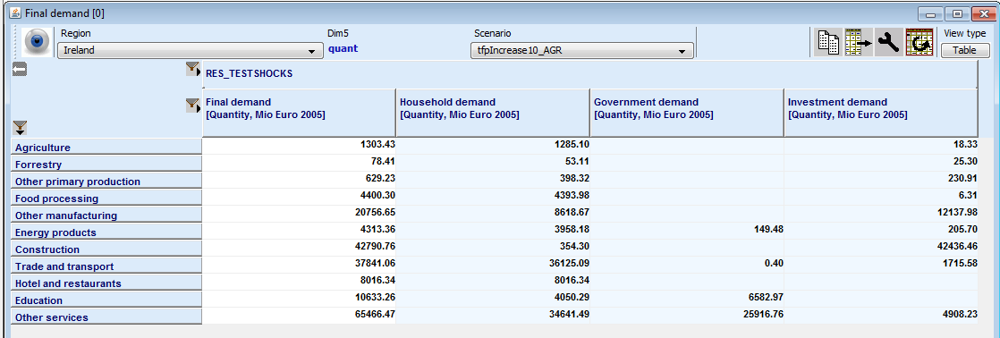 Final demand [0]
Region Dim5 Scenario View type
Ireland quant tfpIncrease10_AGR Table
RES_TESTSHOCKS
Final demand Household demand Government demand Investment demand
[Quantity, Mio Euro 2005] [Quantity, Mio Euro 2005] [Quantity, Mio Euro 2005] [Quantity, Mio Euro 2005]
Agriculture 1303.43 1285.10 18.33
Forrestry 78.41 53.11 25.30
Other primary production 629.23 398.32 230.91
Food processing 4400.30 4393.98 6.31
Other manufacturing 20756.65 8618.67 12137.98
Energy products 4313.36 3958.18 149.48 205.70
Construction 42790.76 354.30 42436.46
Trade and transport 37841.06 36125.09 0.40 1715.58
Hotel and restaurants 8016.34 8016.34
Education 10633.26 4050.29 6582.97
Other services 65466.47 34641.49 25916.76 4908.23